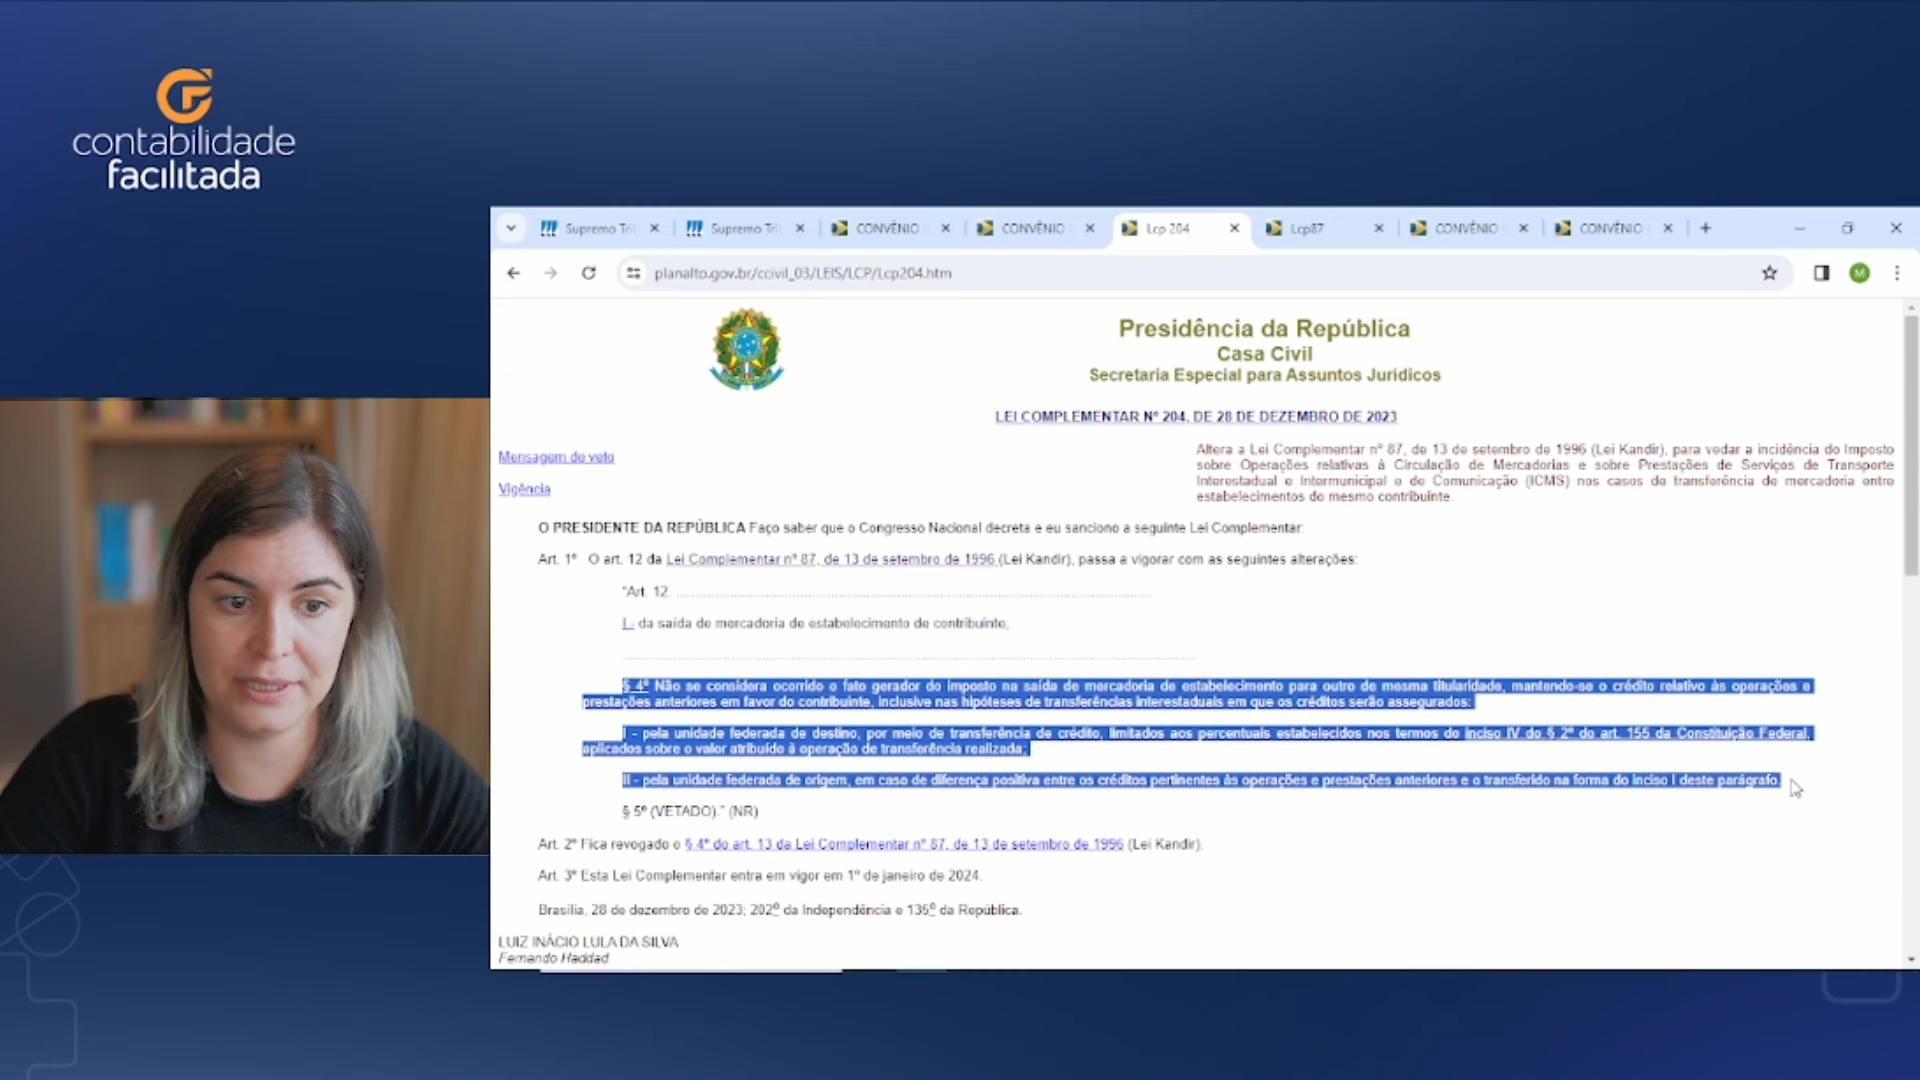 contabilidade
facilitada
Supremo Tri
Supremo Tri
CONVÊNIO
CONVÊNIO
Lcp 204
Lcp87
CONVÊNIO
CONVÊNIO
planalto.gov.br/ccivil_03/LEIS/LCP/Lcp204.htm
M
Presidência da República
Casa Civil
Secretaria Especial para Assuntos Jurídicos
LEI COMPLEMENTAR Nº 204, DE 28 DE DEZEMBRO DE 2023
Mensagem de veto
Vigência
Altera a Lei Complementar nº 87, de 13 de setembro de 1996 (Lei Kandir), para vedar a incidência do Imposto
sobre Operações relativas à Circulação de Mercadorias e sobre Prestações de Serviços de Transporte
Interestadual e Intermunicipal e de Comunicação (ICMS) nos casos de transferência de mercadoria entre
estabelecimentos do mesmo contribuinte.
O PRESIDENTE DA REPÚBLICA Faço saber que o Congresso Nacional decreta e eu sanciono a seguinte Lei Complementar:
Art. 1º O art. 12 da Lei Complementar nº 87, de 13 de setembro de 1996 (Lei Kandir), passa a vigorar com as seguintes alterações:
"Art. 12. ........................................................................................................................
I - da saída de mercadoria de estabelecimento de contribuinte;
........................................................................................................................................
§ 4º Não se considera ocorrido o fato gerador do imposto na saída de mercadoria de estabelecimento para outro de mesma titularidade, mantendo-se o crédito relativo às operações e
prestações anteriores em favor do contribuinte, inclusive nas hipóteses de transferências interestaduais em que os créditos serão assegurados:
I - pela unidade federada de destino, por meio de transferência de crédito, limitados aos percentuais estabelecidos nos termos do inciso IV do § 2º do art. 155 da Constituição Federal,
aplicados sobre o valor atribuído à operação de transferência realizada;
II - pela unidade federada de origem, em caso de diferença positiva entre os créditos pertinentes às operações e prestações anteriores e o transferido na forma do inciso I deste parágrafo.
§ 5º (VETADO)." (NR)
Art. 2º Fica revogado o § 4º do art. 13 da Lei Complementar nº 87, de 13 de setembro de 1996 (Lei Kandir).
Art. 3º Esta Lei Complementar entra em vigor em 1º de janeiro de 2024.
Brasília, 28 de dezembro de 2023; 202º da Independência e 135º da República.
LUIZ INÁCIO LULA DA SILVA
Fernando Haddad